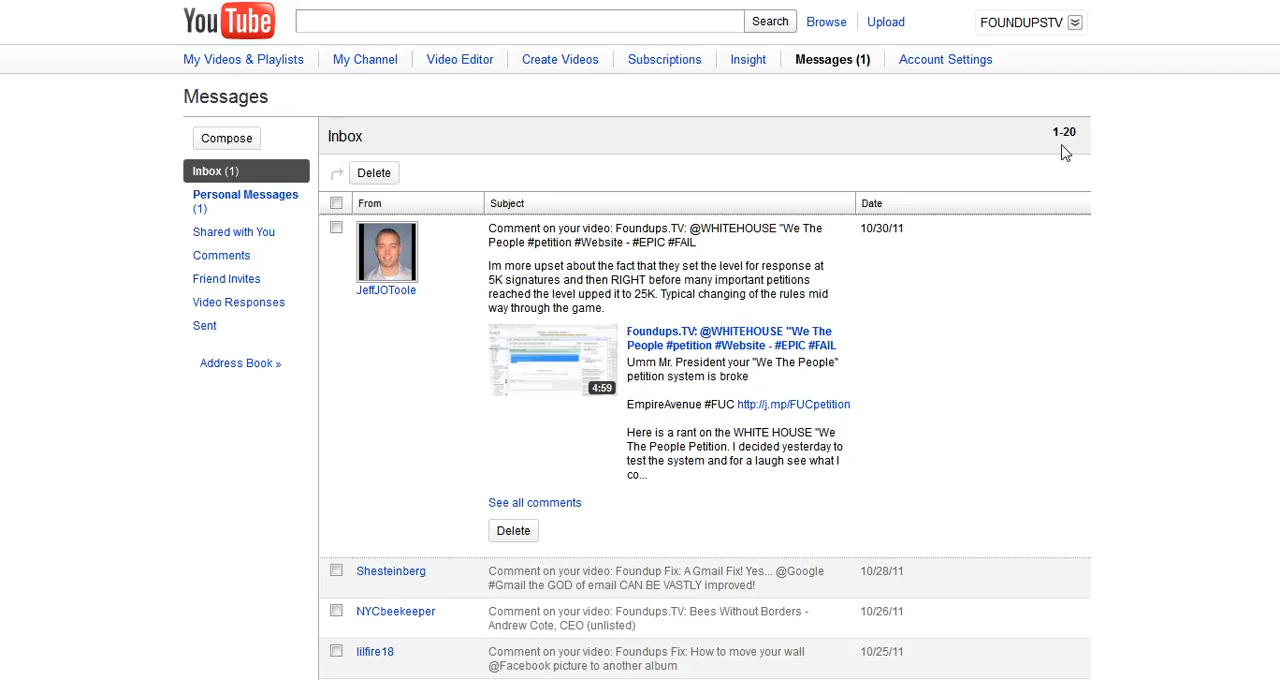 YouTube
Search
Browse
Upload
FOUNDUPSTV
My Videos & Playlists
My Channel
Video Editor
Create Videos
Subscriptions
Insight
Messages (1)
Account Settings
Messages
Compose
Inbox (1)
Personal Messages
(1)
Shared with You
Comments
Friend Invites
Video Responses
Sent
Address Book »
Inbox
1-20
Delete
From
Subject
Date
JeffJOToole
Comment on your video: Foundups.TV: @WHITEHOUSE "We The
People #petition #Website - #EPIC #FAIL
10/30/11
Im more upset about the fact that they set the level for response at
5K signatures and then RIGHT before many important petitions
reached the level upped it to 25K. Typical changing of the rules mid
way through the game.
4:59
Foundups.TV: @WHITEHOUSE "We The
People #petition #Website - #EPIC #FAIL
Umm Mr. President your "We The People"
petition system is broke
EmpireAvenue #FUC http://j.mp/FUCpetition
Here is a rant on the WHITE HOUSE "We
The People Petition. I decided yesterday to
test the system and for a laugh see what I
co...
See all comments
Delete
Shesteinberg
Comment on your video: Foundup Fix: A Gmail Fix! Yes... @Google
#Gmail the GOD of email CAN BE VASTLY improved!
10/28/11
NYCbeekeeper
Comment on your video: Foundups.TV: Bees Without Borders -
Andrew Cote, CEO (unlisted)
10/26/11
lilfire18
Comment on your video: Foundups Fix: How to move your wall
@Facebook picture to another album
10/25/11